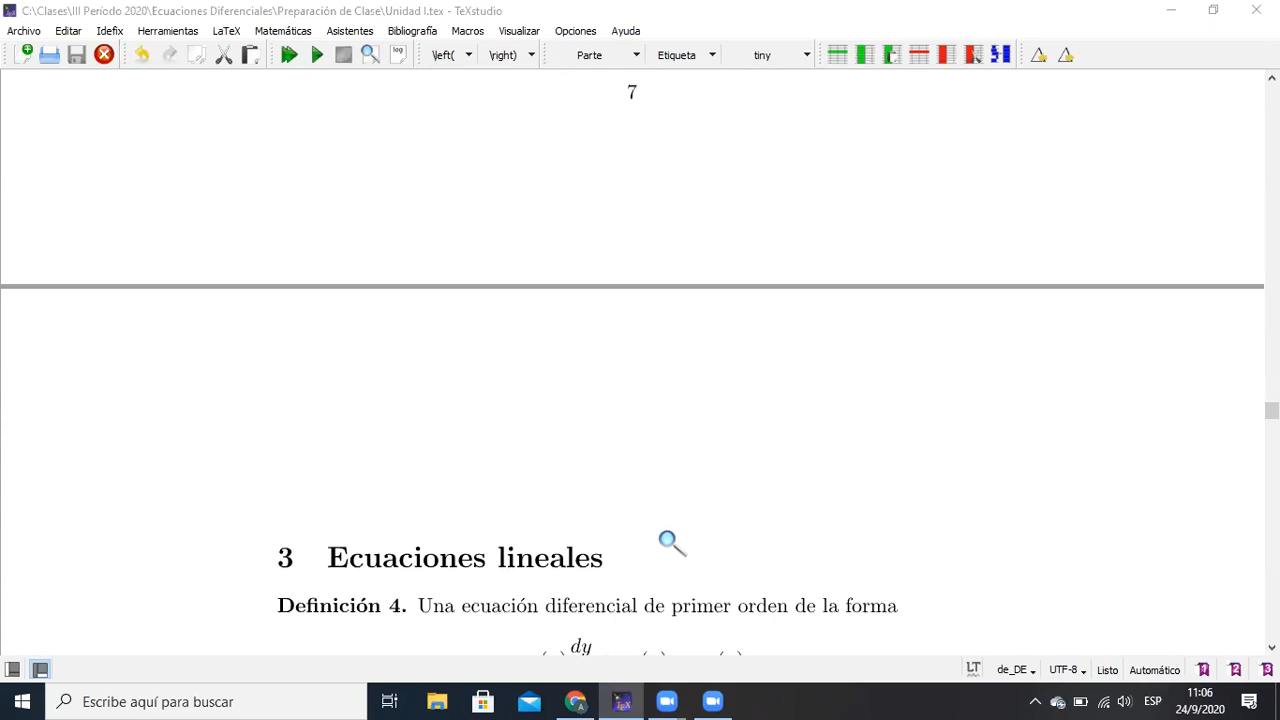 C:\Clases\III Período 2020\Ecuaciones Diferenciales\Preparación de Clase\Unidad I.tex - TeXstudio
Archivo Editar Idefix Herramientas LaTeX Matemáticas Asistentes Bibliografía Macros Visualizar Opciones Ayuda
log \left( \right) Parte Etiqueta tiny
7
3 Ecuaciones lineales
Definición 4. Una ecuación diferencial de primer orden de la forma
dy
LT de_DE UTF-8 Listo Automático
Escribe aquí para buscar
ESP
11:06
24/9/2020